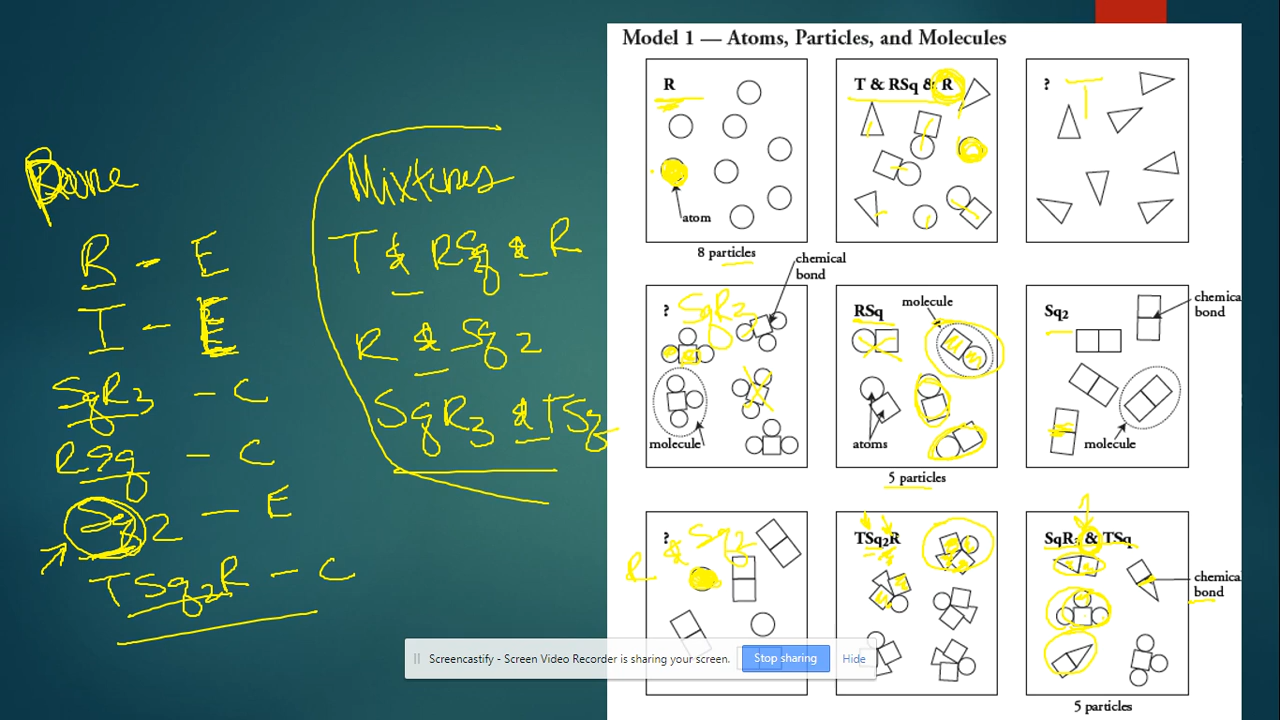 Model 1 — Atoms, Particles, and Molecules
R
atom
8 particles
T & RSq & R
? T
? SqR3
chemical
bond
molecule
RSq
molecule
atoms
5 particles
Sq2
chemical
bond
molecule
?
R & Sq2
TSq2R
SqR3 & TSq
chemical
bond
5 particles
Pure
R - E
T - E
SqR3 - C
RSq - C
Sq2 - E
TSq2R - C
Mixtures
T & RSq & R
R & Sq2
SqR3 & TSq
Screencastify - Screen Video Recorder is sharing your screen.
Stop sharing
Hide